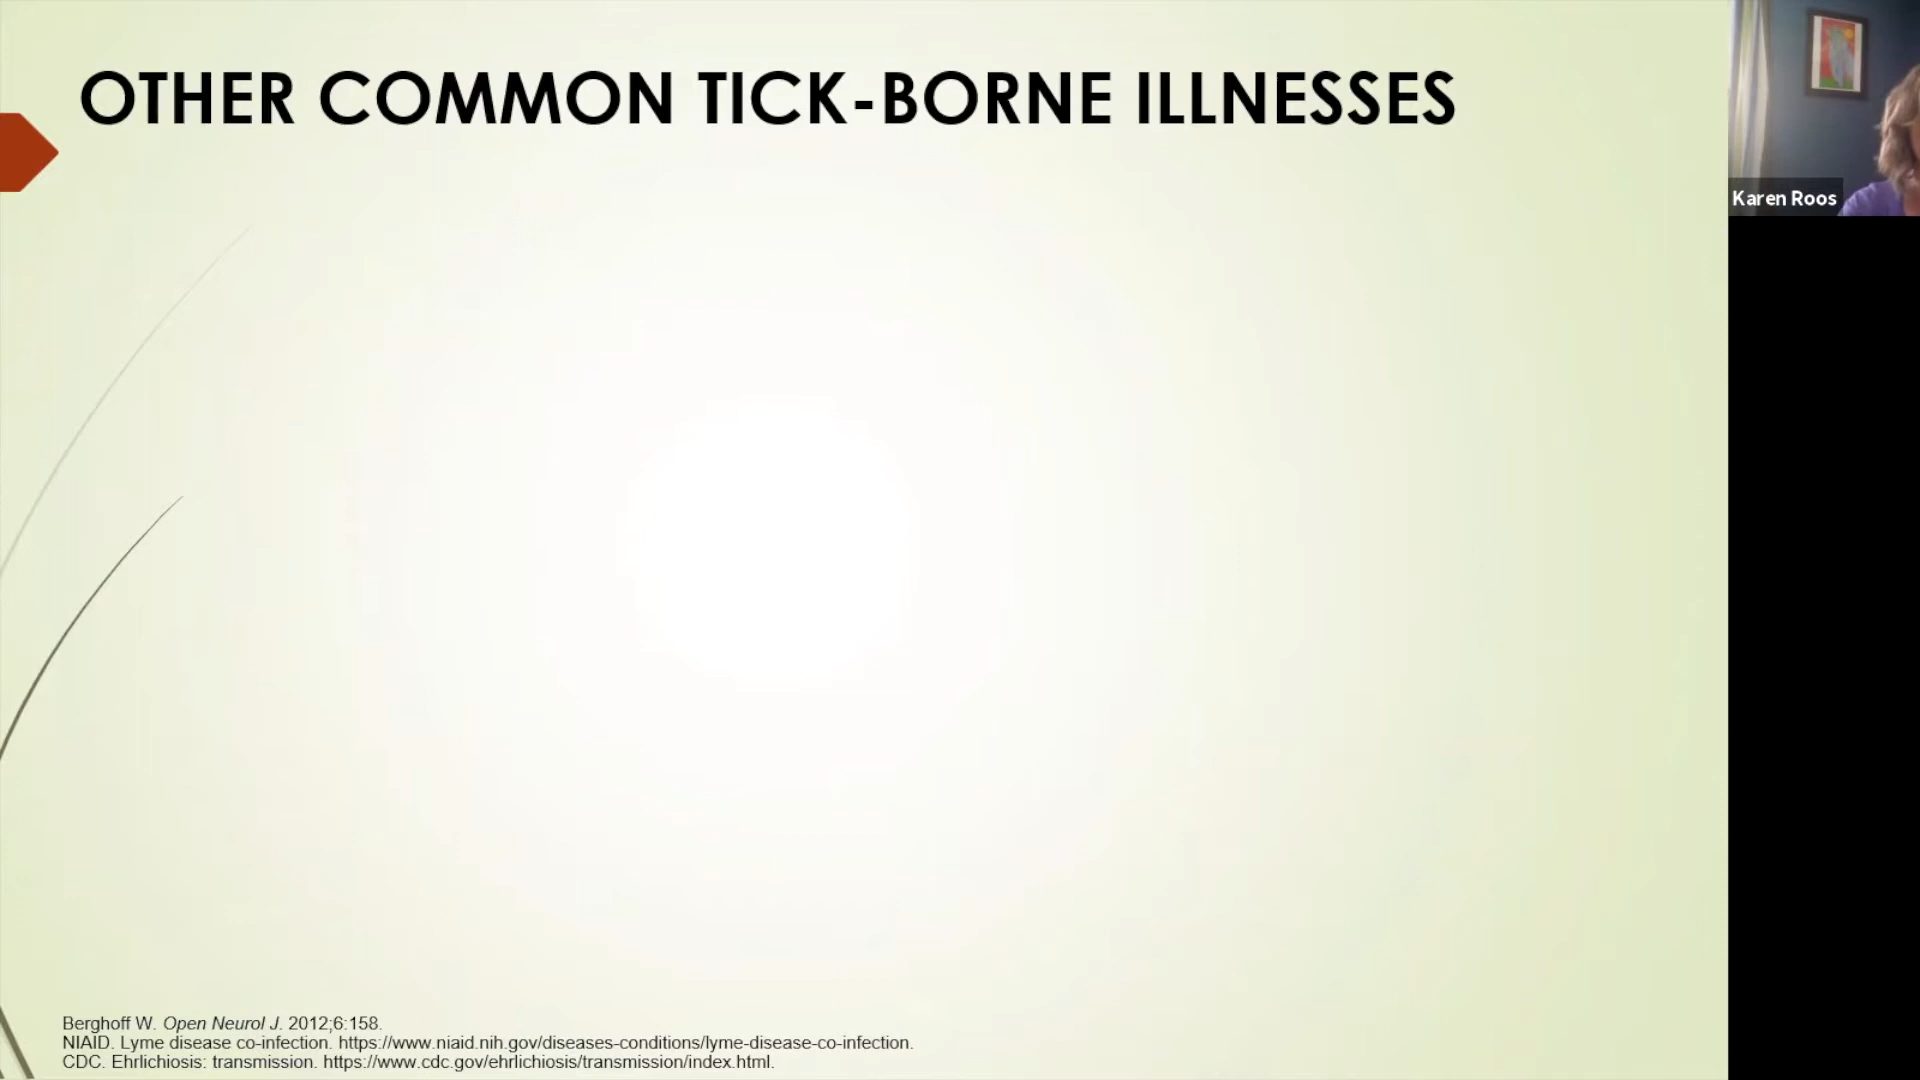 OTHER COMMON TICK-BORNE ILLNESSES
Karen Roos
Berghoff W. Open Neurol J. 2012;6:158.
NIAID. Lyme disease co-infection. https://www.niaid.nih.gov/diseases-conditions/lyme-disease-co-infection.
CDC. Ehrlichiosis: transmission. https://www.cdc.gov/ehrlichiosis/transmission/index.html.